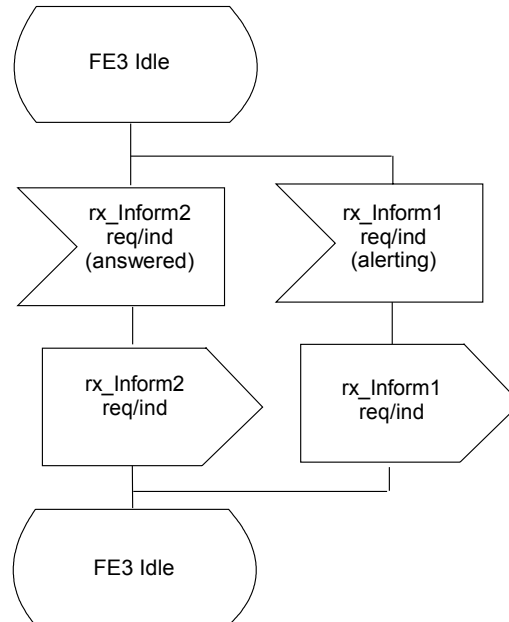 FE3 Idle
rx_Inform2
req/ind
(answered)
rx_Inform1
req/ind
(alerting)
rx_Inform2
req/ind
rx_Inform1
req/ind
FE3 Idle